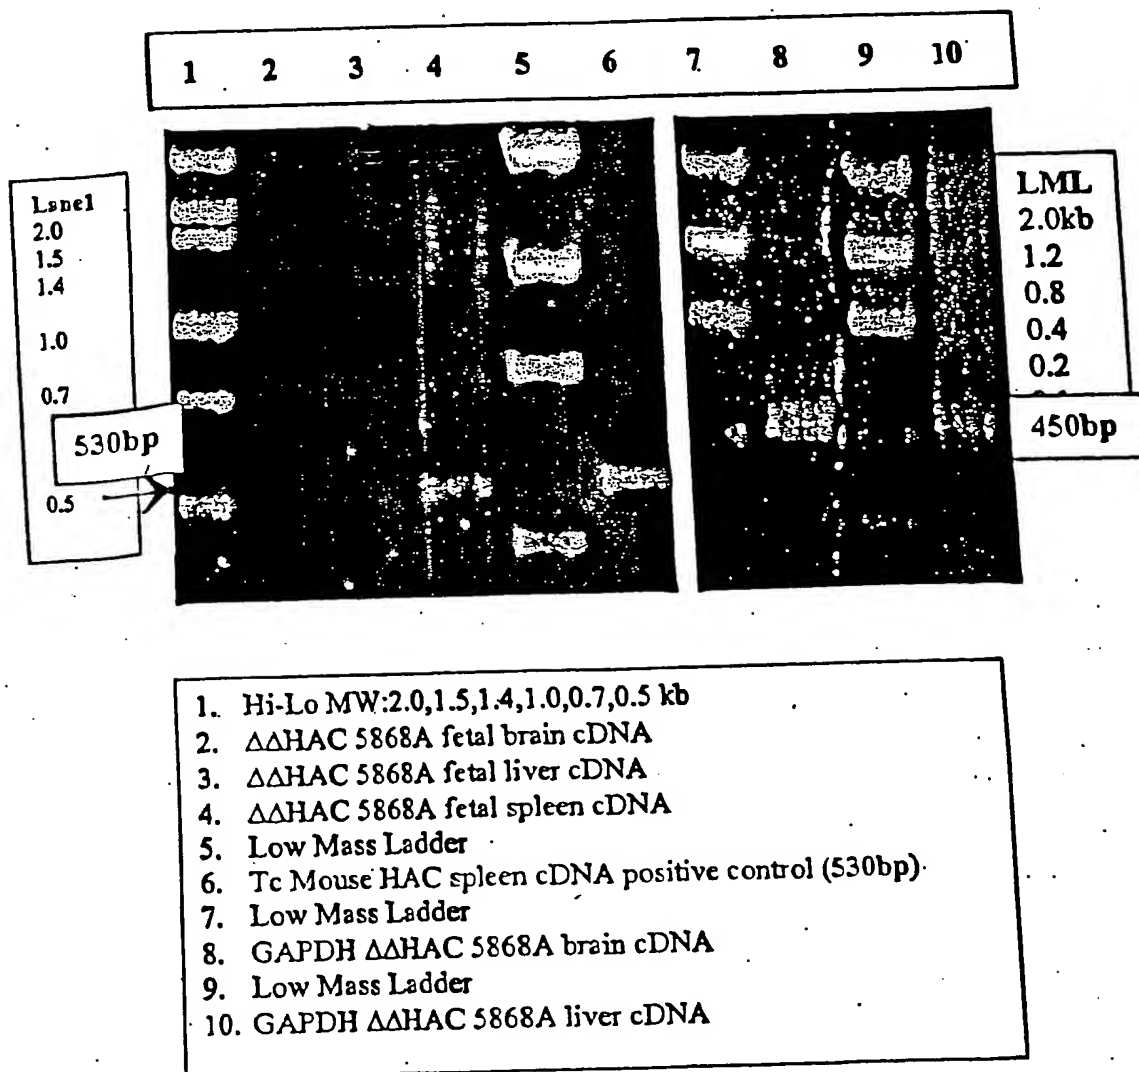 1 2 3 4 5 6 7 8 9 10
Lane1
2.0
1.5
1.4
1.0
0.7
530bp
0.5
LML
2.0kb
1.2
0.8
0.4
0.2
450bp
1. Hi-Lo MW:2.0,1.5,1.4,1.0,0.7,0.5 kb
2. ΔΔHAC 5868A fetal brain cDNA
3. ΔΔHAC 5868A fetal liver cDNA
4. ΔΔHAC 5868A fetal spleen cDNA
5. Low Mass Ladder
6. Tc Mouse HAC spleen cDNA positive control (530bp)
7. Low Mass Ladder
8. GAPDH ΔΔHAC 5868A brain cDNA
9. Low Mass Ladder
10. GAPDH ΔΔHAC 5868A liver cDNA